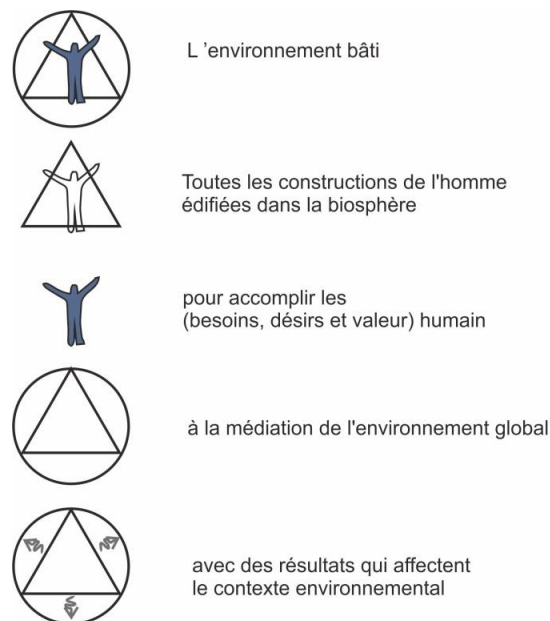 L 'environnement bâti
Toutes les constructions de l'homme
édifiées dans la biosphère
pour accomplir les
(besoins, désirs et valeur) humain
à la médiation de l'environnement global
avec des résultats qui affectent
le contexte environnemental